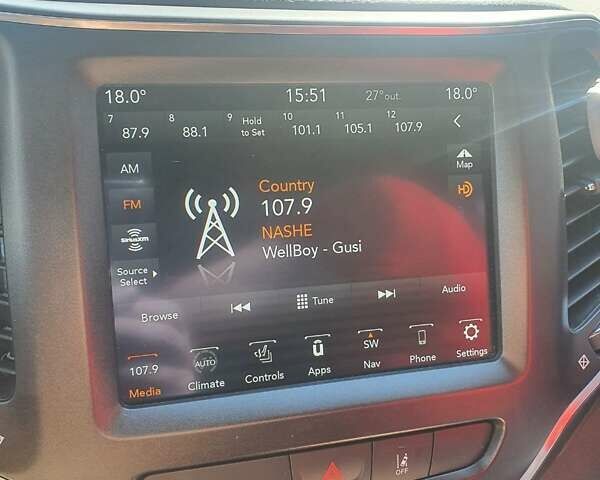 18.0° 15:51 27°out. 18.0°
7 87.9 8 88.1 9 Hold to Set 10 101.1 11 105.1 12 107.9
AM
Map
Country
FM
107.9
HD
NASHE
SiriusXM
WellBoy - Gusi
Source
Select
Browse Tune Audio
107.9 AUTO SW
Media Climate Controls Apps Nav Phone Settings
OFF